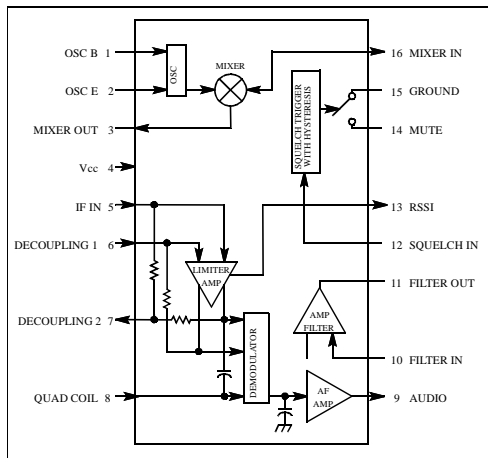 OSC B 1
OSC E 2
MIXER OUT 3
Vcc 4
IF IN 5
DECOUPLING 1 6
DECOUPLING 2 7
QUAD COIL 8
OSC
MIXER
SQUELCH TRIGGER
WITH HYSTERESIS
LIMITER
AMP
DEMODULATOR
AMP
FILTER
AF
AMP
16 MIXER IN
15 GROUND
14 MUTE
13 RSSI
12 SQUELCH IN
11 FILTER OUT
10 FILTER IN
9 AUDIO